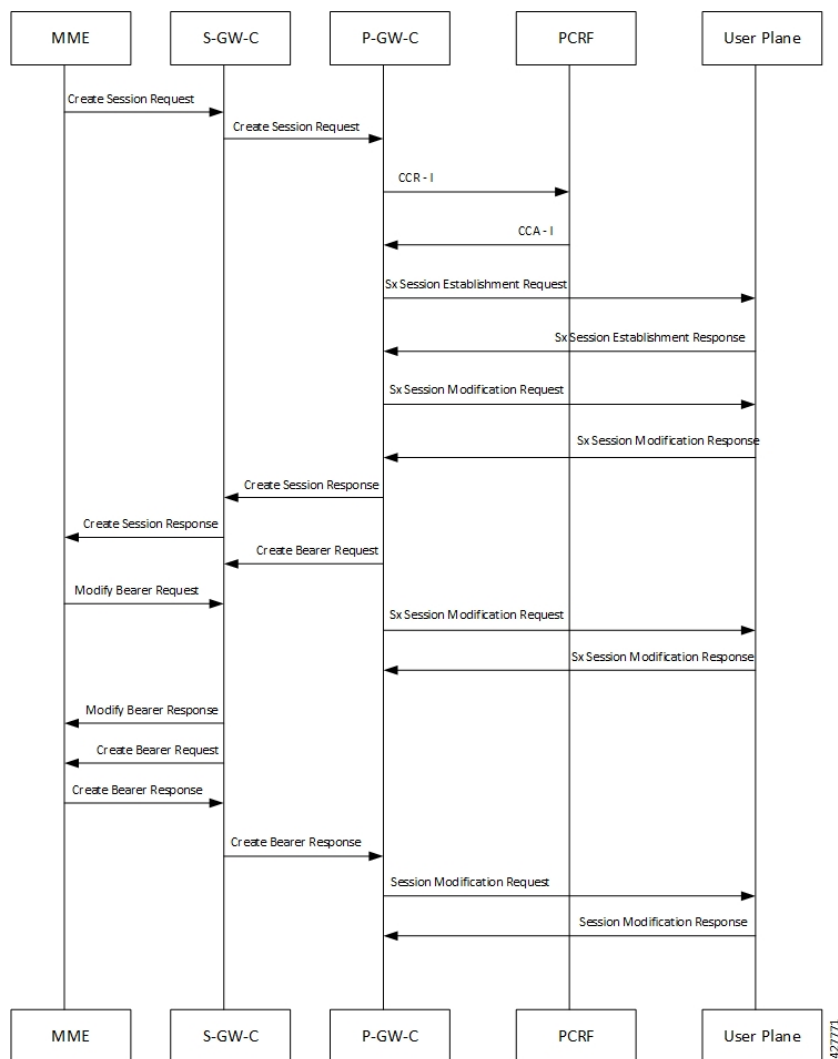 MME
S-GW-C
P-GW-C
PCRF
User Plane
Create Session Request
Create Session Request
CCR - I
CCA - I
Sx Session Establishment Request
Sx Session Establishment Response
Sx Session Modification Request
Sx Session Modification Response
Create Session Response
Create Session Response
Create Bearer Request
Modify Bearer Request
Sx Session Modification Request
Sx Session Modification Response
Modify Bearer Response
Create Bearer Request
Create Bearer Response
Create Bearer Response
Session Modification Request
Session Modification Response
MME
S-GW-C
P-GW-C
PCRF
User Plane